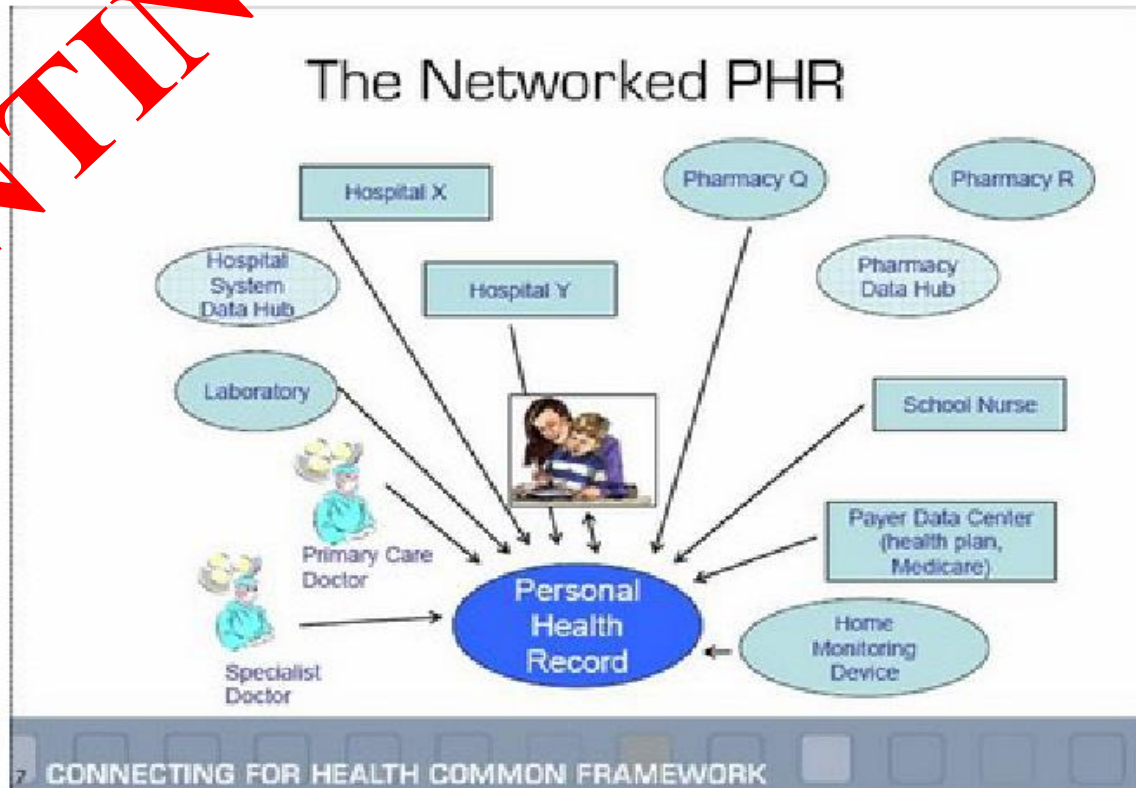 TIN
The Networked PHR
Hospital X
Pharmacy Q
Pharmacy R
Hospital
System
Data Hub
Hospital Y
Pharmacy
Data Hub
Laboratory
School Nurse
Primary Care
Doctor
Payer Data Center
(health plan,
Medicare)
Personal
Health
Record
Home
Monitoring
Device
Specialist
Doctor
7 CONNECTING FOR HEALTH COMMON FRAMEWORK